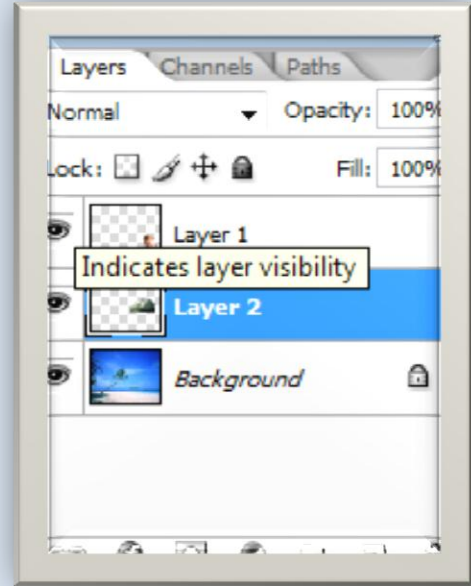 Layers Channels Paths
Normal Opacity: 100%
Lock: Fill: 100%
Layer 1
Indicates layer visibility
Layer 2
Background